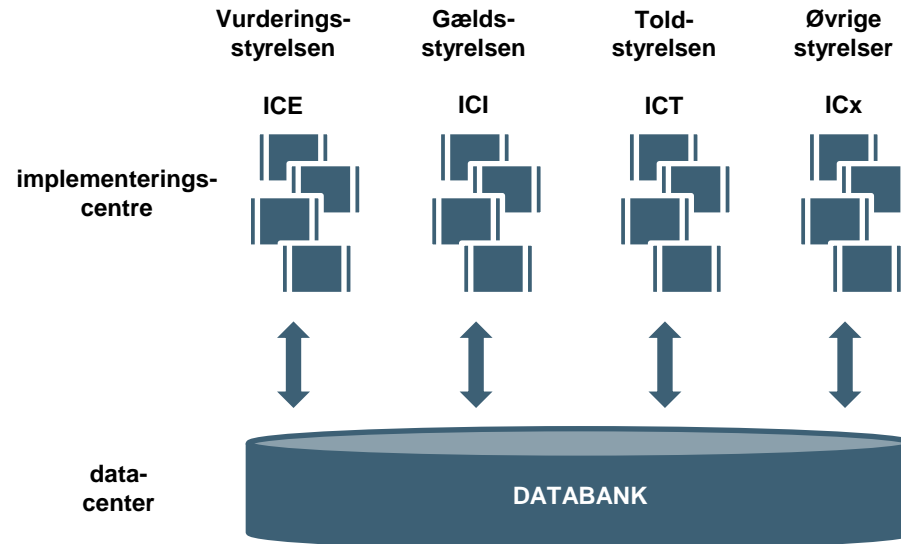 Vurderings-
styrelsen
Gælds-
styrelsen
Told-
styrelsen
Øvrige
styrelser
ICE
ICI
ICT
ICx
implementerings-
centre
data-
center
DATABANK